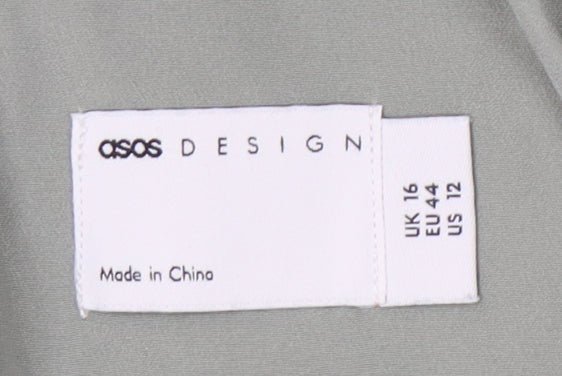 asos DESIGN
Made in China
UK 16
EU 44
US 12